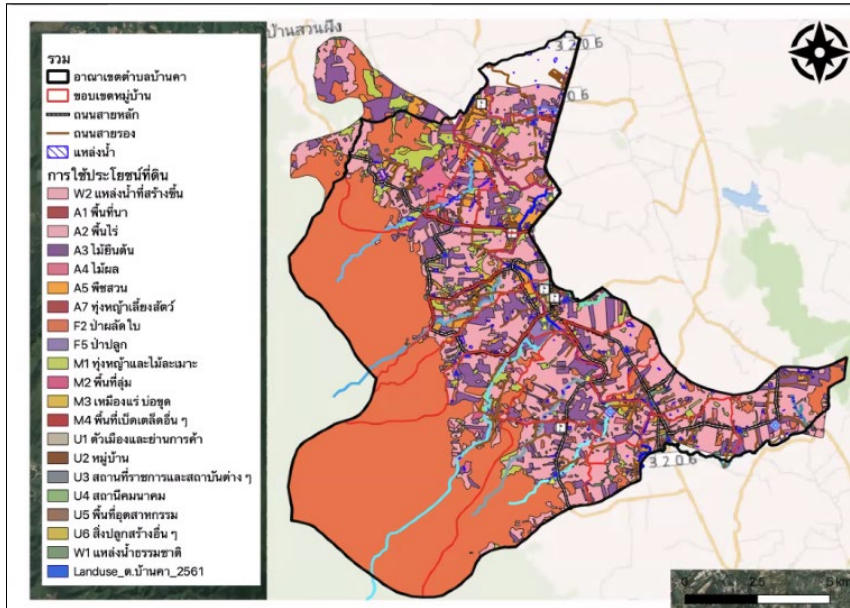 บ้านสวนผึ้ง
3206
06
รวม
อาณาเขตตำบลบ้านคา
ขอบเขตหมู่บ้าน
ถนนสายหลัก
ถนนสายรอง
แหล่งน้ำ
การใช้ประโยชน์ที่ดิน
W2 แหล่งน้ำที่สร้างขึ้น
A1 พื้นที่นา
A2 พื้นไร่
A3 ไม้ยืนต้น
A4 ไม้ผล
A5 พืชสวน
A7 ทุ่งหญ้าเลี้ยงสัตว์
F2 ป่าผลัดใบ
F5 ป่าปลูก
M1 ทุ่งหญ้าและไม้ละเมาะ
M2 พื้นที่ลุ่ม
M3 เหมืองแร่ บ่อขุด
M4 พื้นที่เบ็ดเตล็ดอื่น ๆ
U1 ตัวเมืองและย่านการค้า
U2 หมู่บ้าน
U3 สถานที่ราชการและสถาบันต่าง ๆ
U4 สถานีคมนาคม
U5 พื้นที่อุตสาหกรรม
U6 สิ่งปลูกสร้างอื่น ๆ
W1 แหล่งน้ำธรรมชาติ
Landuse_ต.บ้านคา_2561
3206
0 2.5 5 km